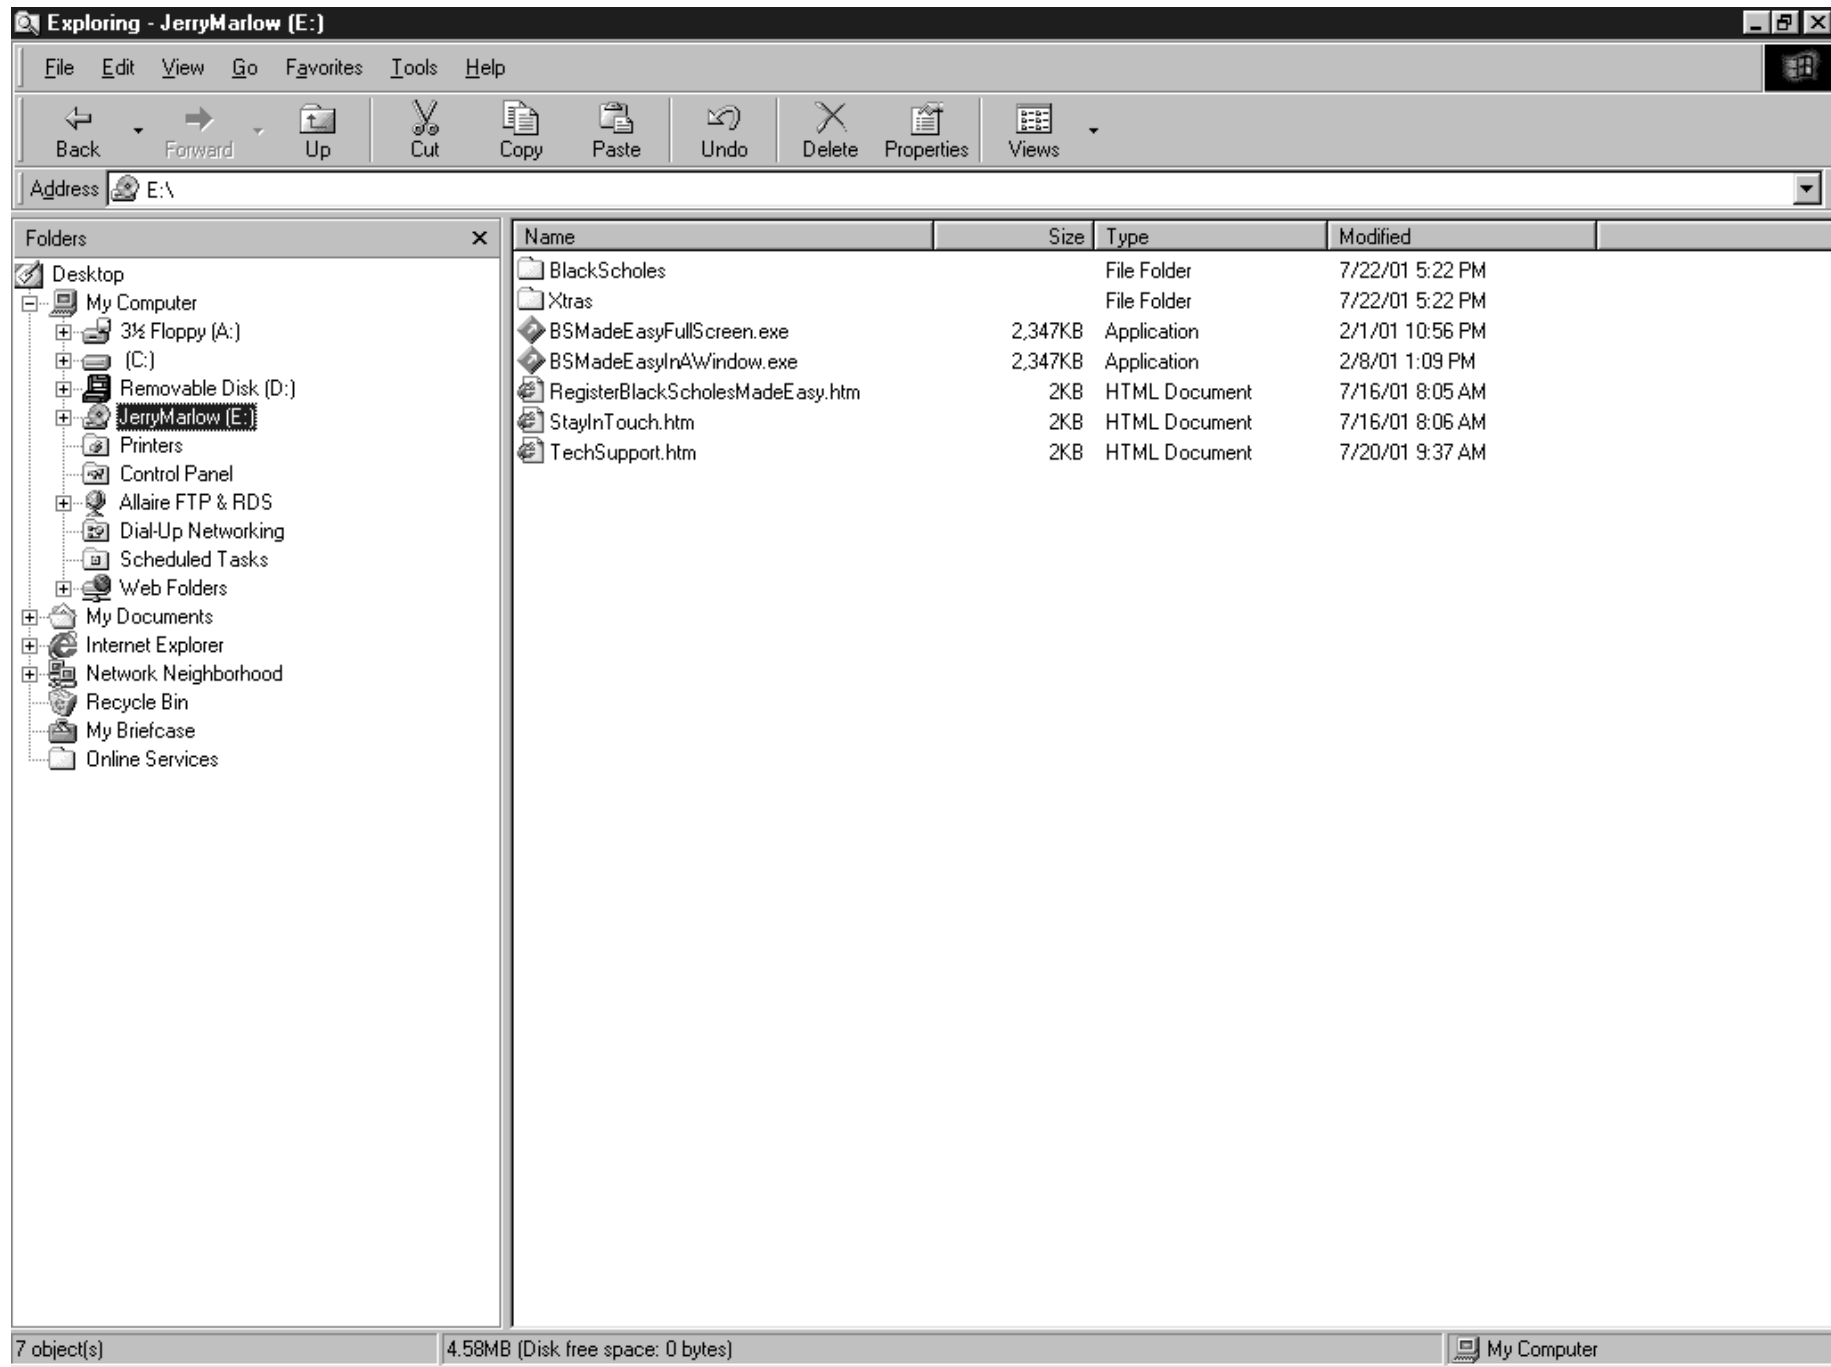 Exploring - JerryMarlow (E:)
File Edit View Go Favorites Tools Help
Back Forward Up Cut Copy Paste Undo Delete Properties Views
Address E:\
Folders
Desktop
My Computer
3½ Floppy (A:)
(C:)
Removable Disk (D:)
JerryMarlow (E:)
Printers
Control Panel
Allaire FTP & RDS
Dial-Up Networking
Scheduled Tasks
Web Folders
My Documents
Internet Explorer
Network Neighborhood
Recycle Bin
My Briefcase
Online Services
Name Size Type Modified
BlackScholes File Folder 7/22/01 5:22 PM
Xtras File Folder 7/22/01 5:22 PM
BSMadeEasyFullScreen.exe 2,347KB Application 2/1/01 10:56 PM
BSMadeEasyInAWindow.exe 2,347KB Application 2/8/01 1:09 PM
RegisterBlackScholesMadeEasy.htm 2KB HTML Document 7/16/01 8:05 AM
StayInTouch.htm 2KB HTML Document 7/16/01 8:06 AM
TechSupport.htm 2KB HTML Document 7/20/01 9:37 AM
7 object(s) 4.58MB (Disk free space: 0 bytes) My Computer